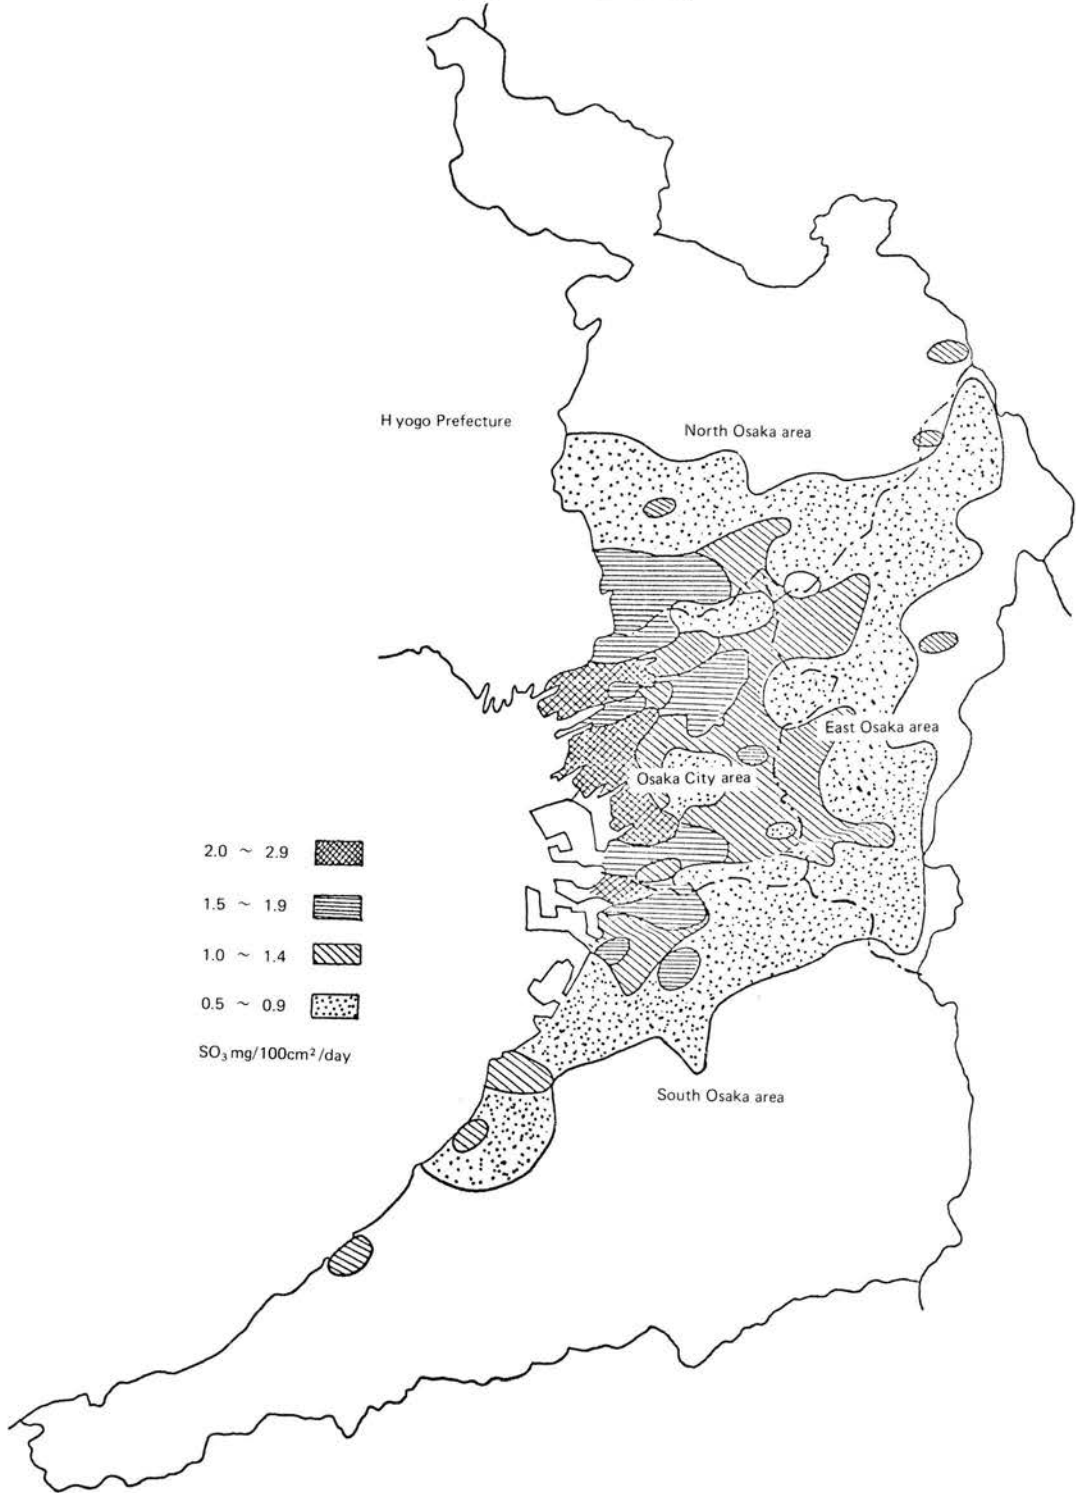 H yogo Prefecture
North Osaka area
East Osaka area
Osaka City area
2.0 ~ 2.9
1.5 ~ 1.9
1.0 ~ 1.4
0.5 ~ 0.9
SO₃ mg/100cm²/day
South Osaka area